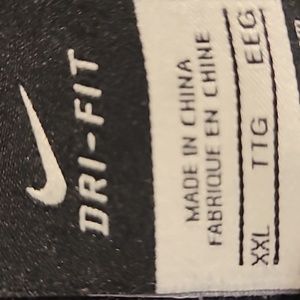 DRI-FIT
MADE IN CHINA
FABRIQUE EN CHINE
XXL TTG EEG